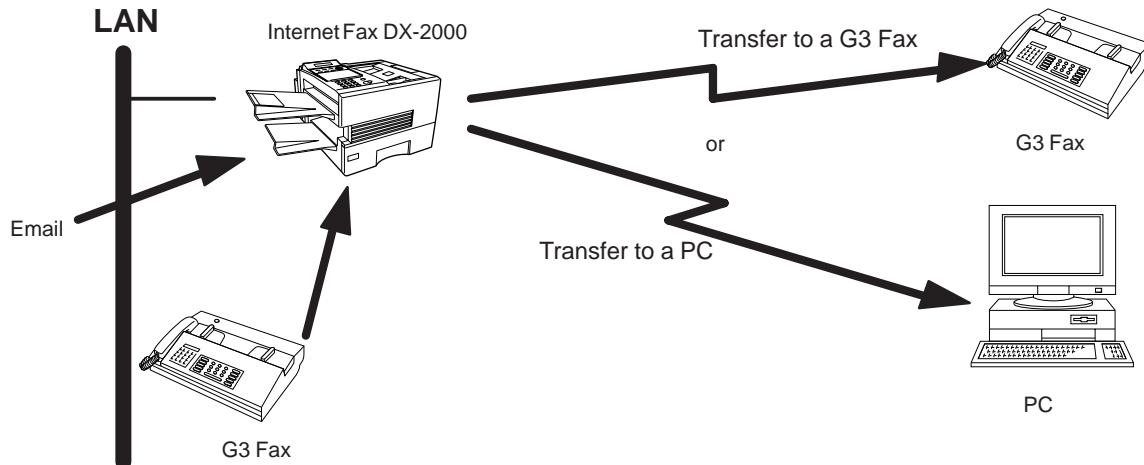 LAN
Internet Fax DX-2000
Transfer to a G3 Fax
G3 Fax
or
Email
Transfer to a PC
PC
G3 Fax